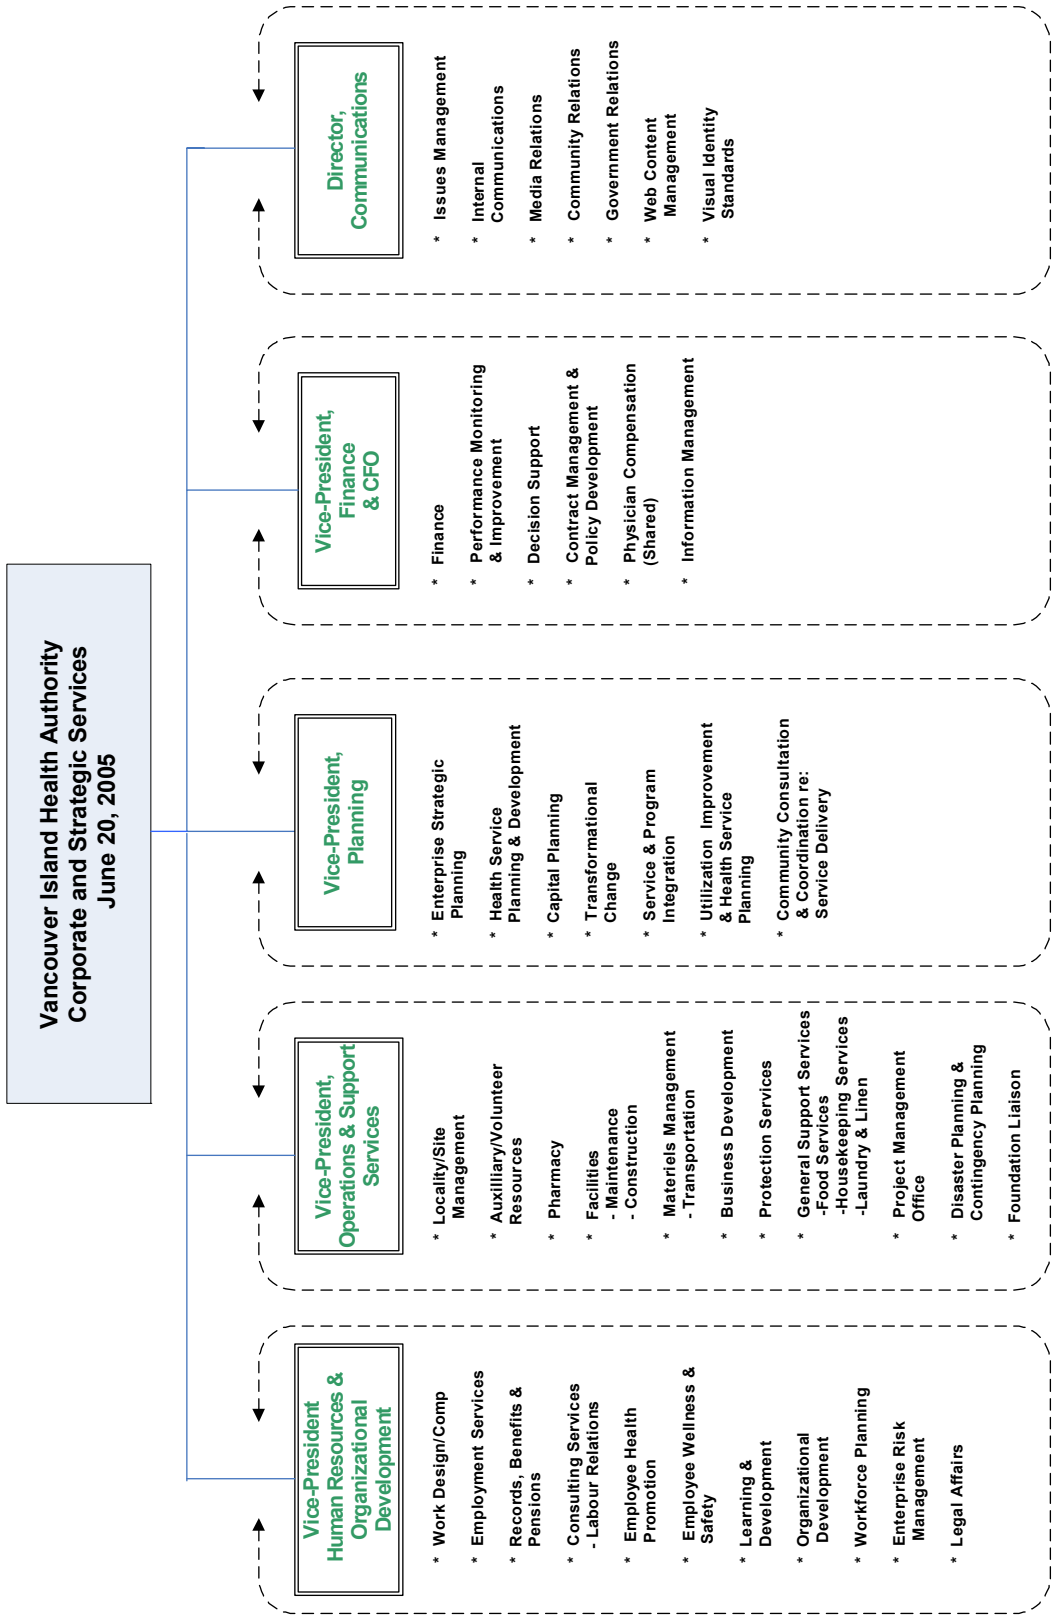 Vancouver Island Health Authority
Corporate and Strategic Services
June 20, 2005
Vice-President
Human Resources &
Organizational
Development
* Work Design/Comp
* Employment Services
* Records, Benefits &
Pensions
* Consulting Services
- Labour Relations
* Employee Health
Promotion
* Employee Wellness &
Safety
* Learning &
Development
* Organizational
Development
* Workforce Planning
* Enterprise Risk
Management
* Legal Affairs
Vice-President,
Operations & Support
Services
* Locality/Site
Management
* Auxilliary/Volunteer
Resources
* Pharmacy
* Facilities
- Maintenance
- Construction
* Materiels Management
- Transportation
* Business Development
* Protection Services
* General Support Services
-Food Services
-Housekeeping Services
-Laundry & Linen
* Project Management
Office
* Disaster Planning &
Contingency Planning
* Foundation Liaison
Vice-President,
Planning
* Enterprise Strategic
Planning
* Health Service
Planning & Development
* Capital Planning
* Transformational
Change
* Service & Program
Integration
* Utilization Improvement
& Health Service
Planning
* Community Consultation
& Coordination re:
Service Delivery
Vice-President,
Finance
& CFO
* Finance
* Performance Monitoring
& Improvement
* Decision Support
* Contract Management &
Policy Development
* Physician Compensation
(Shared)
* Information Management
Director,
Communications
* Issues Management
* Internal
Communications
* Media Relations
* Community Relations
* Government Relations
* Web Content
Management
* Visual Identity
Standards